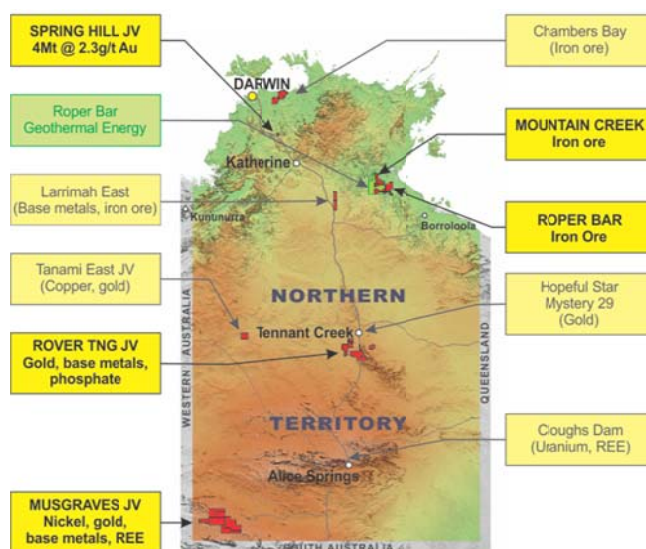 SPRING HILL JV
4Mt @ 2.3g/t Au
Chambers Bay
(Iron ore)
DARWIN
Roper Bar
Geothermal Energy
MOUNTAIN CREEK
Iron ore
Katherine
Larrimah East
(Base metals, iron ore)
Kununurra
Borroloola
ROPER BAR
Iron Ore
Tanami East JV
(Copper, gold)
NORTHERN
Hopeful Star
Mystery 29
(Gold)
Tennant Creek
WESTERN AUSTRALIA
QUEENSLAND
ROVER TNG JV
Gold, base metals,
phosphate
TERRITORY
Cloughs Dam
(Uranium, REE)
Alice Springs
MUSGRAVES JV
Nickel, gold,
base metals, REE
SOUTH AUSTRALIA